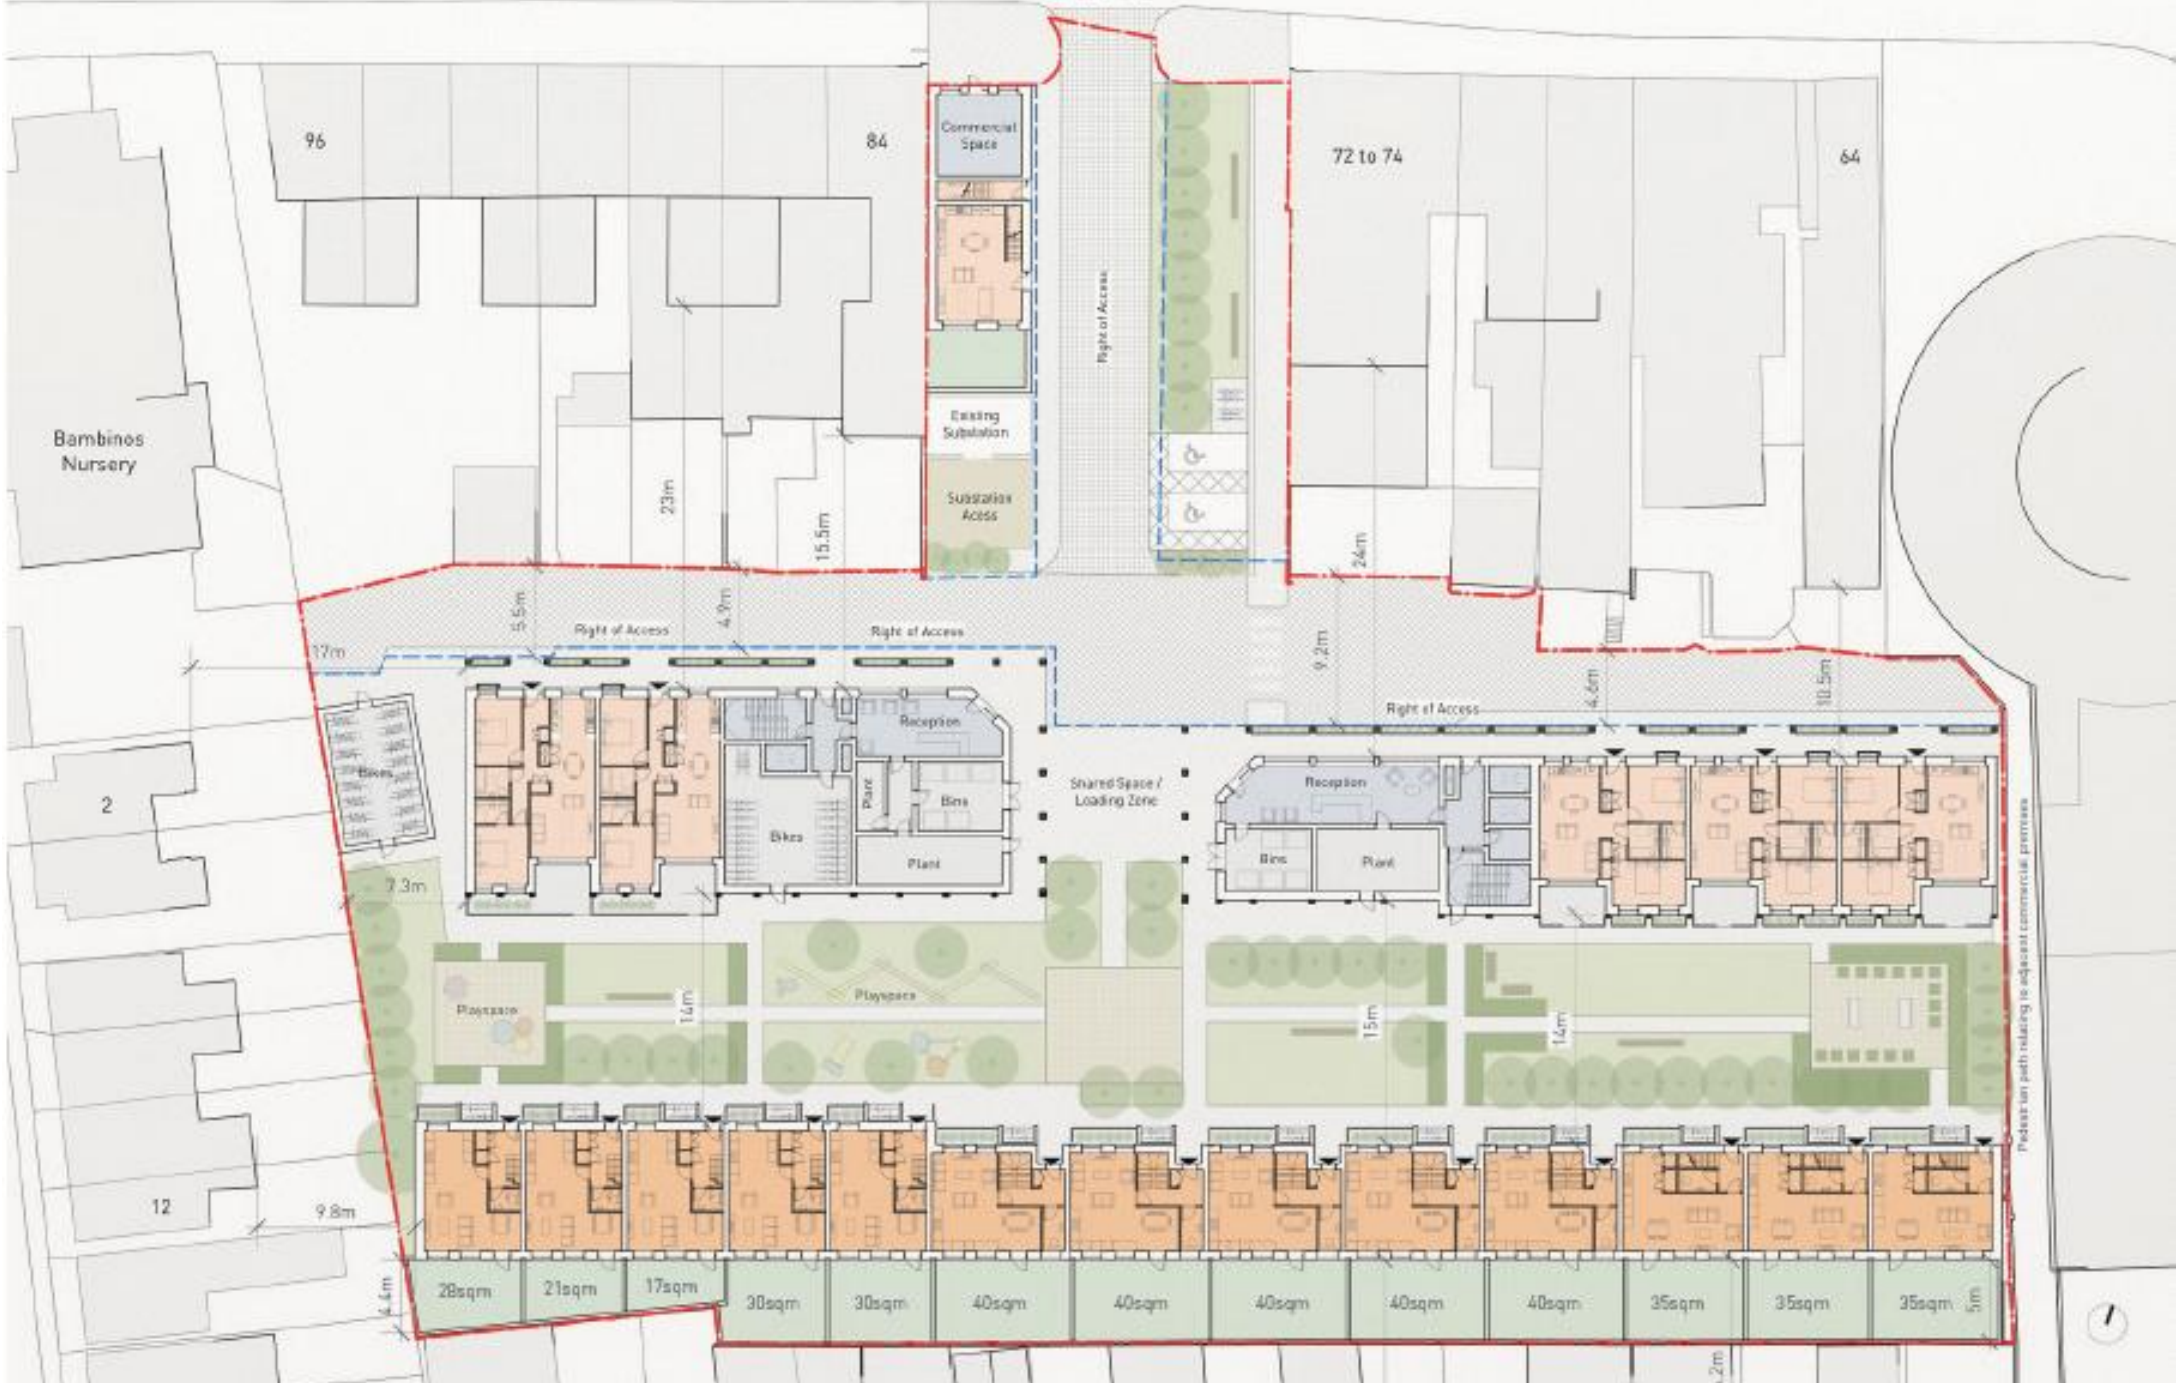 96
84
Commercial
Space
72 to 74
64
Right of Access
Bambinos
Nursery
Existing
Substation
Substation
Acess
23m
15.5m
24m
5.5m
4.9m
Right of Access
Right of Access
17m
9.2m
4.6m
10.5m
Right of Access
Reception
Bikes
2
Plant
Bins
Bikes
Plant
Shared Space /
Loading Zone
Reception
Bins
Plant
7.3m
Pedestrian path relating to adjacent commercial premises
Playspace
14m
Playspace
15m
14m
12
9.8m
4.4m
28sqm
21sqm
17sqm
30sqm
30sqm
40sqm
40sqm
40sqm
40sqm
40sqm
35sqm
35sqm
35sqm
5m
.2m